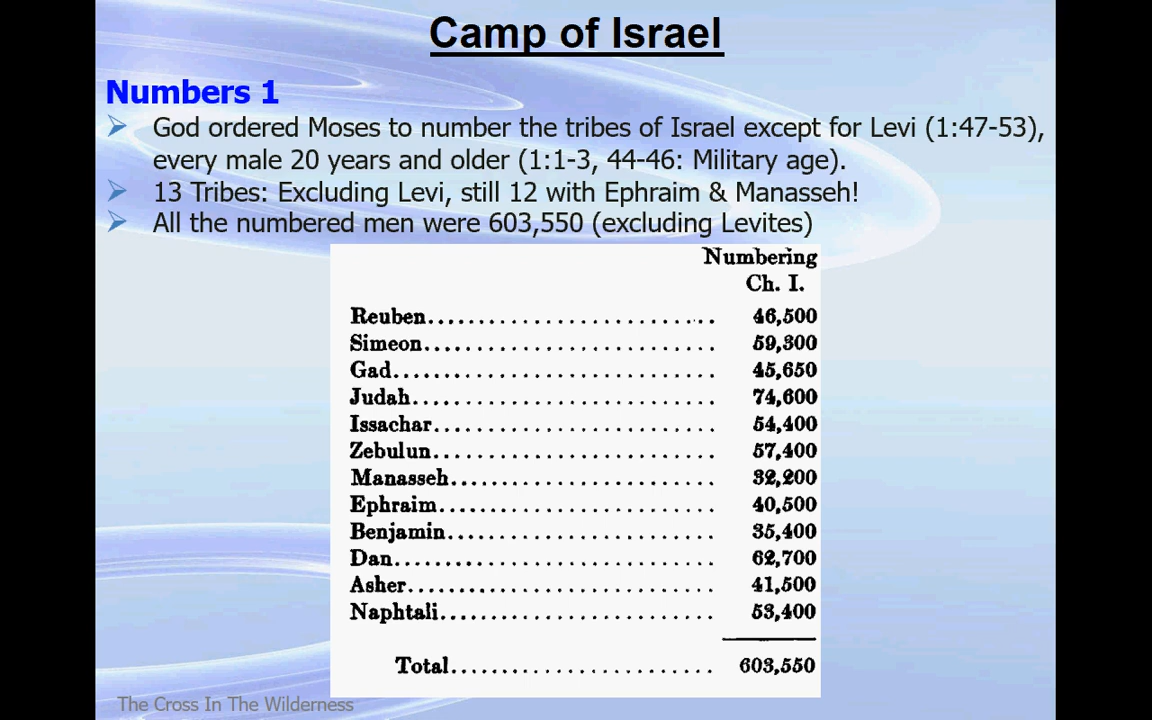 Camp of Israel
Numbers 1
➢ God ordered Moses to number the tribes of Israel except for Levi (1:47-53),
every male 20 years and older (1:1-3, 44-46: Military age).
➢ 13 Tribes: Excluding Levi, still 12 with Ephraim & Manasseh!
➢ All the numbered men were 603,550 (excluding Levites)
Numbering
Ch. I.
Reuben........................... 46,500
Simeon........................... 59,300
Gad.............................. 45,650
Judah............................ 74,600
Issachar......................... 54,400
Zebulun.......................... 57,400
Manasseh......................... 32,200
Ephraim.......................... 40,500
Benjamin......................... 35,400
Dan.............................. 62,700
Asher............................ 41,500
Naphtali......................... 53,400
Total......................... 603,550
The Cross In The Wilderness